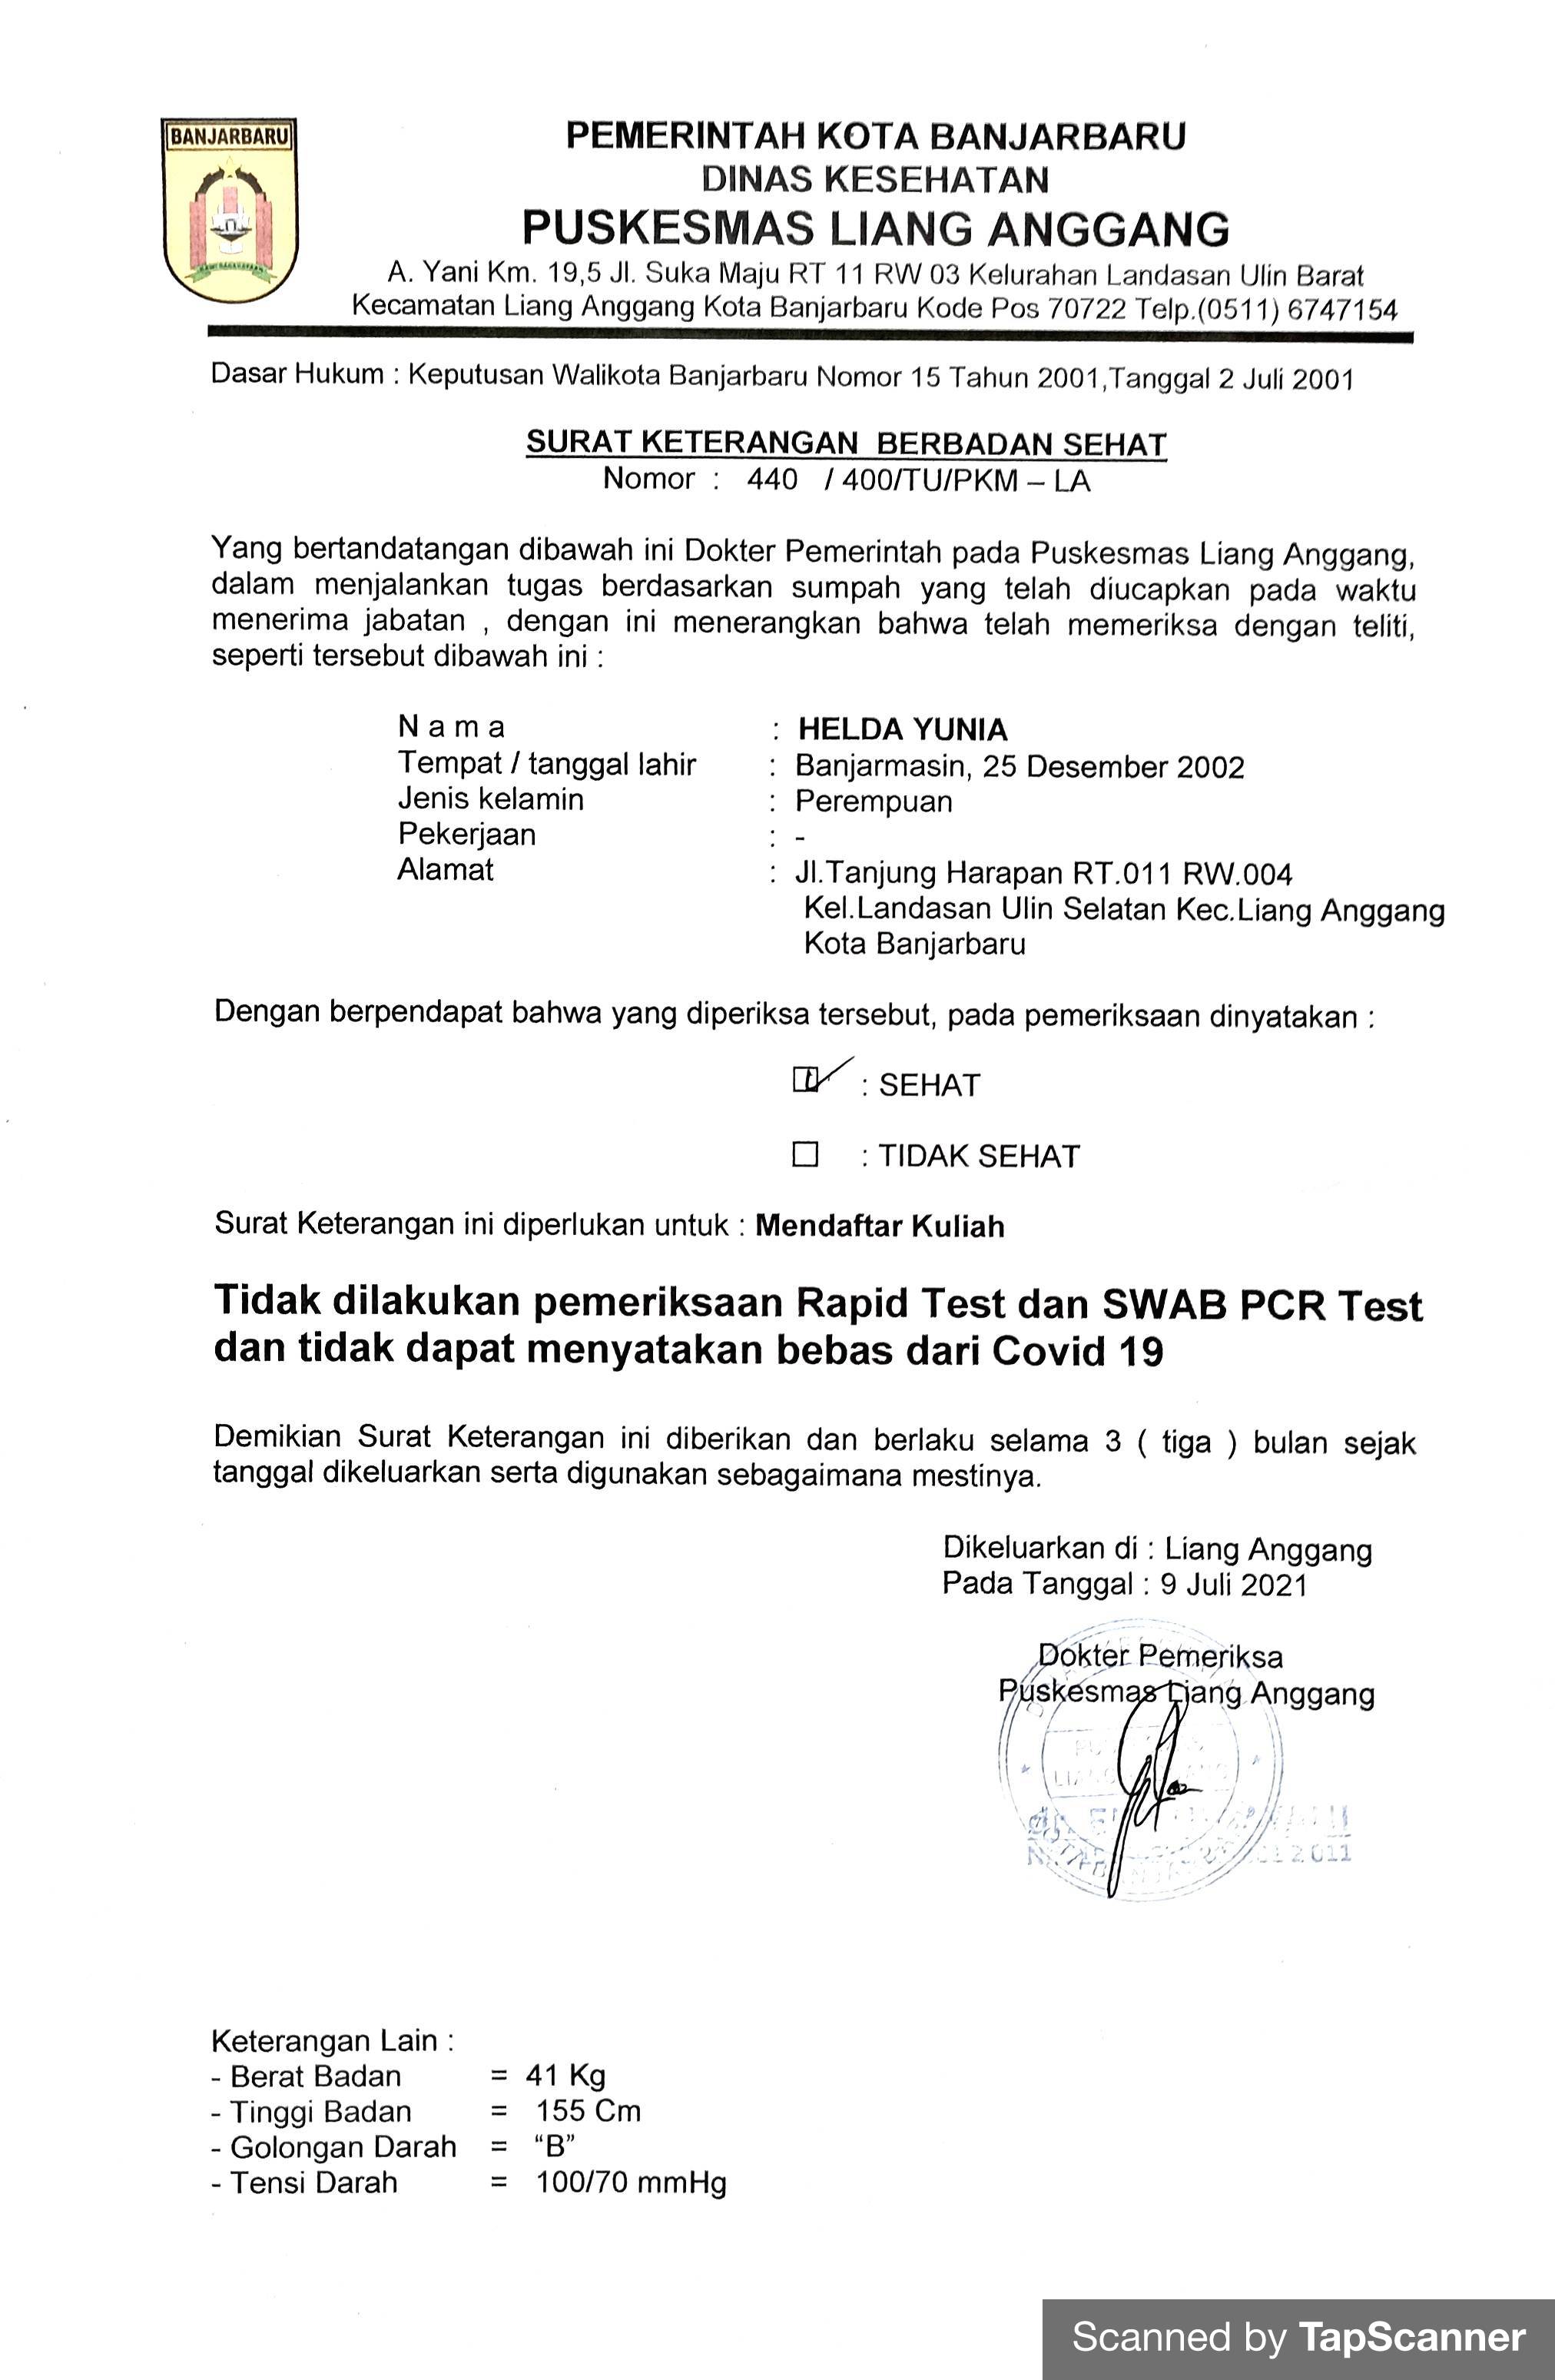 BANJARBARU
PEMERINTAH KOTA BANJARBARU
DINAS KESEHATAN
PUSKESMAS LIANG ANGGANG
A. Yani Km. 19,5 Jl. Suka Maju RT 11 RW 03 Kelurahan Landasan Ulin Barat
Kecamatan Liang Anggang Kota Banjarbaru Kode Pos 70722 Telp.(0511) 6747154
Dasar Hukum : Keputusan Walikota Banjarbaru Nomor 15 Tahun 2001,Tanggal 2 Juli 2001
SURAT KETERANGAN BERBADAN SEHAT
Nomor : 440 / 400/TU/PKM – LA
Yang bertandatangan dibawah ini Dokter Pemerintah pada Puskesmas Liang Anggang,
dalam menjalankan tugas berdasarkan sumpah yang telah diucapkan pada waktu
menerima jabatan , dengan ini menerangkan bahwa telah memeriksa dengan teliti,
seperti tersebut dibawah ini :
N a m a : HELDA YUNIA
Tempat / tanggal lahir : Banjarmasin, 25 Desember 2002
Jenis kelamin : Perempuan
Pekerjaan : -
Alamat : Jl.Tanjung Harapan RT.011 RW.004
Kel.Landasan Ulin Selatan Kec.Liang Anggang
Kota Banjarbaru
Dengan berpendapat bahwa yang diperiksa tersebut, pada pemeriksaan dinyatakan :
: SEHAT
: TIDAK SEHAT
Surat Keterangan ini diperlukan untuk : Mendaftar Kuliah
Tidak dilakukan pemeriksaan Rapid Test dan SWAB PCR Test
dan tidak dapat menyatakan bebas dari Covid 19
Demikian Surat Keterangan ini diberikan dan berlaku selama 3 ( tiga ) bulan sejak
tanggal dikeluarkan serta digunakan sebagaimana mestinya.
Dikeluarkan di : Liang Anggang
Pada Tanggal : 9 Juli 2021
Dokter Pemeriksa
Puskesmas Liang Anggang
Keterangan Lain :
- Berat Badan = 41 Kg
- Tinggi Badan = 155 Cm
- Golongan Darah = “B”
- Tensi Darah = 100/70 mmHg
Scanned by TapScanner